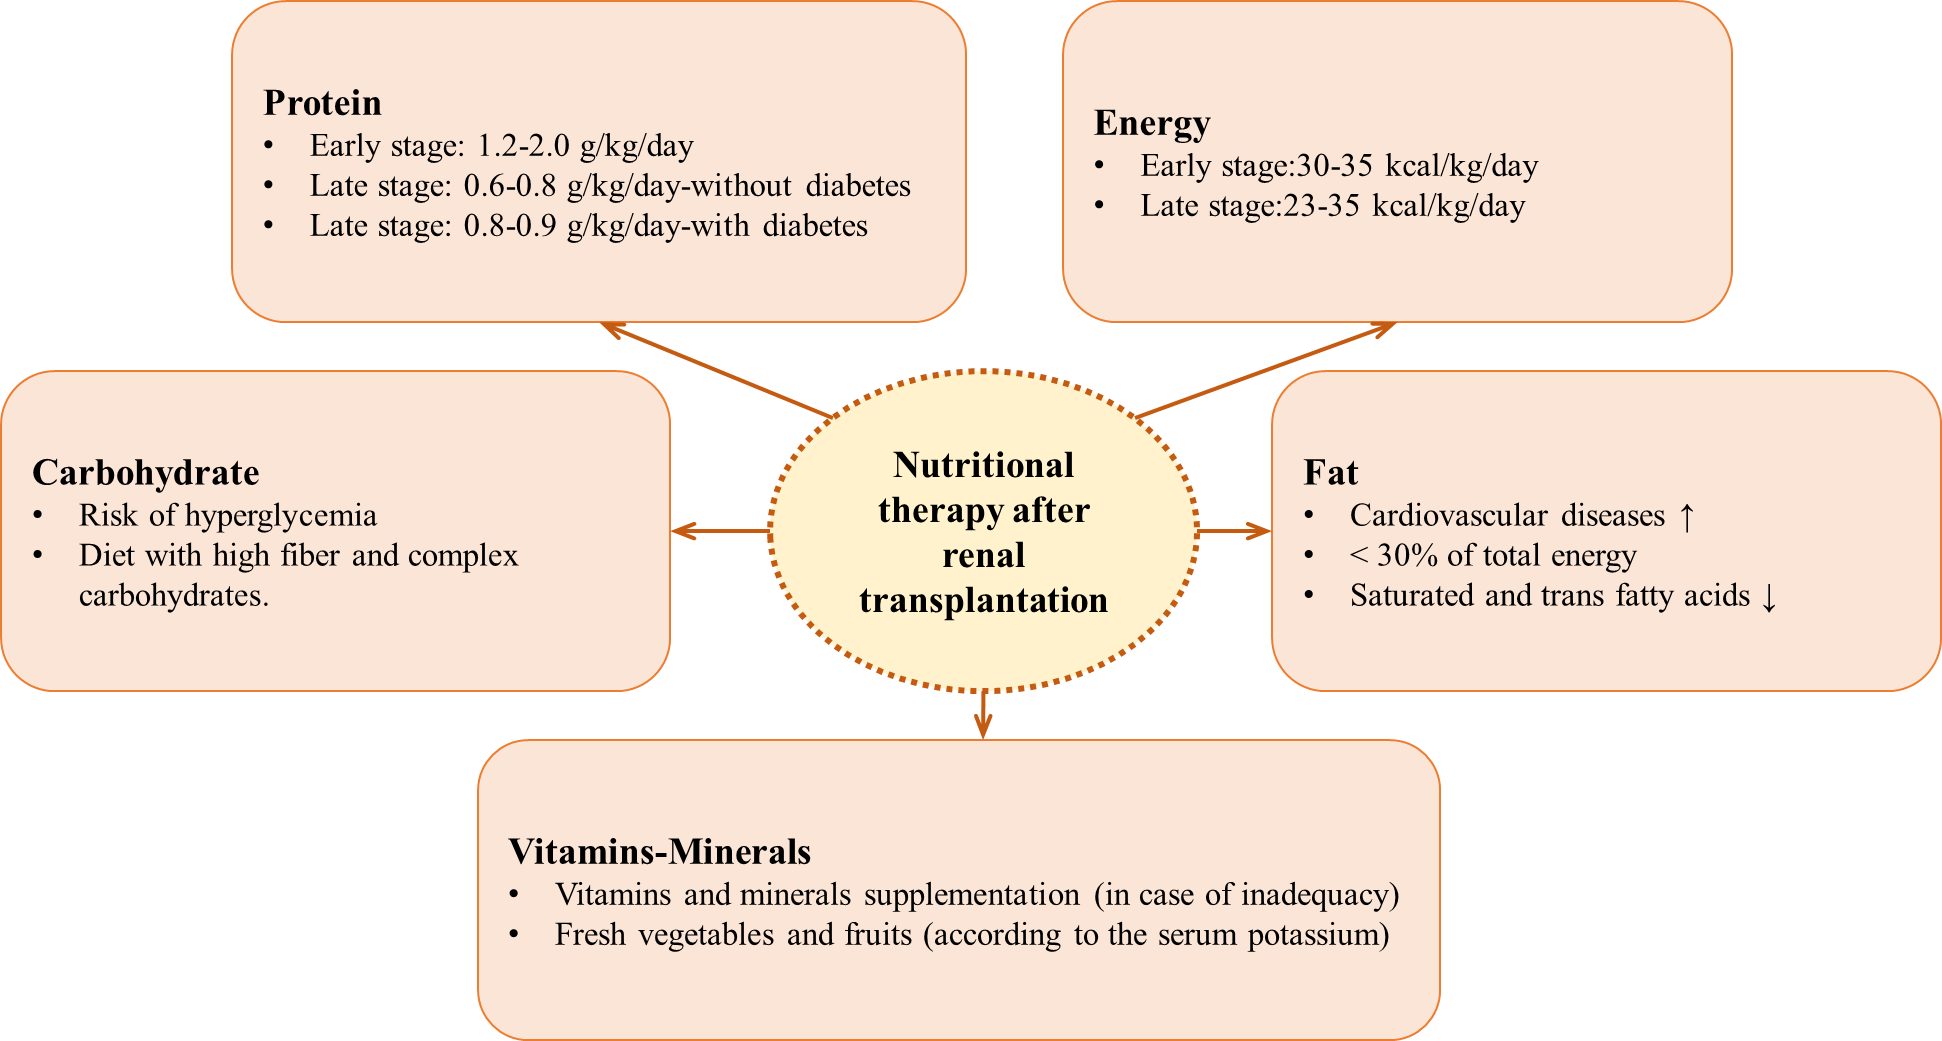 Protein
• Early stage: 1.2-2.0 g/kg/day
• Late stage: 0.6-0.8 g/kg/day-without diabetes
• Late stage: 0.8-0.9 g/kg/day-with diabetes
Energy
• Early stage:30-35 kcal/kg/day
• Late stage:23-35 kcal/kg/day
Carbohydrate
• Risk of hyperglycemia
• Diet with high fiber and complex
carbohydrates.
Nutritional
therapy after
renal
transplantation
Fat
• Cardiovascular diseases ↑
• < 30% of total energy
• Saturated and trans fatty acids ↓
Vitamins-Minerals
• Vitamins and minerals supplementation (in case of inadequacy)
• Fresh vegetables and fruits (according to the serum potassium)